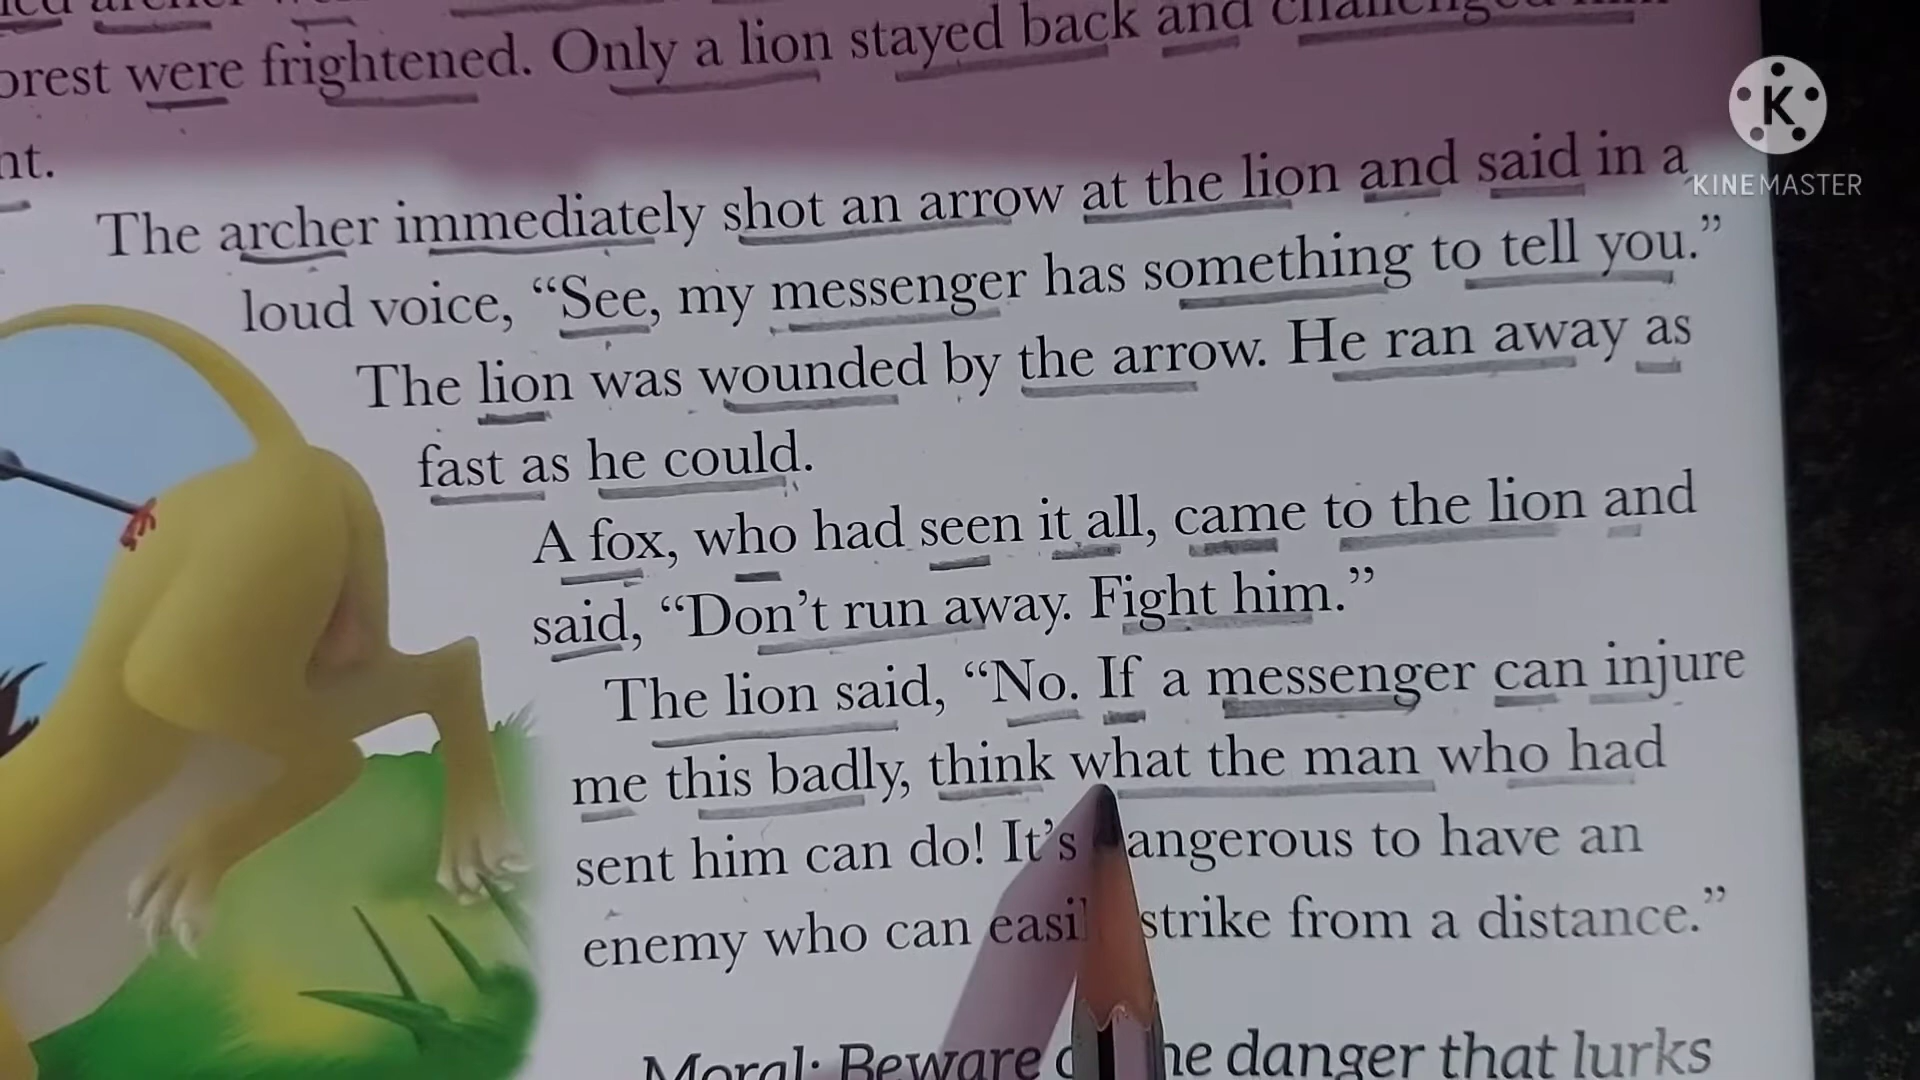 archer
orest were frightened. Only a lion stayed back and challenged him
nt.
The archer immediately shot an arrow at the lion and said in a
loud voice, “See, my messenger has something to tell you.”
The lion was wounded by the arrow. He ran away as
fast as he could.
A fox, who had seen it all, came to the lion and
said, “Don’t run away. Fight him.”
The lion said, “No. If a messenger can injure
me this badly, think what the man who had
sent him can do! It’s angerous to have an
enemy who can easil strike from a distance.”
Moral: Beware he danger that lurks
K
KINEMASTER